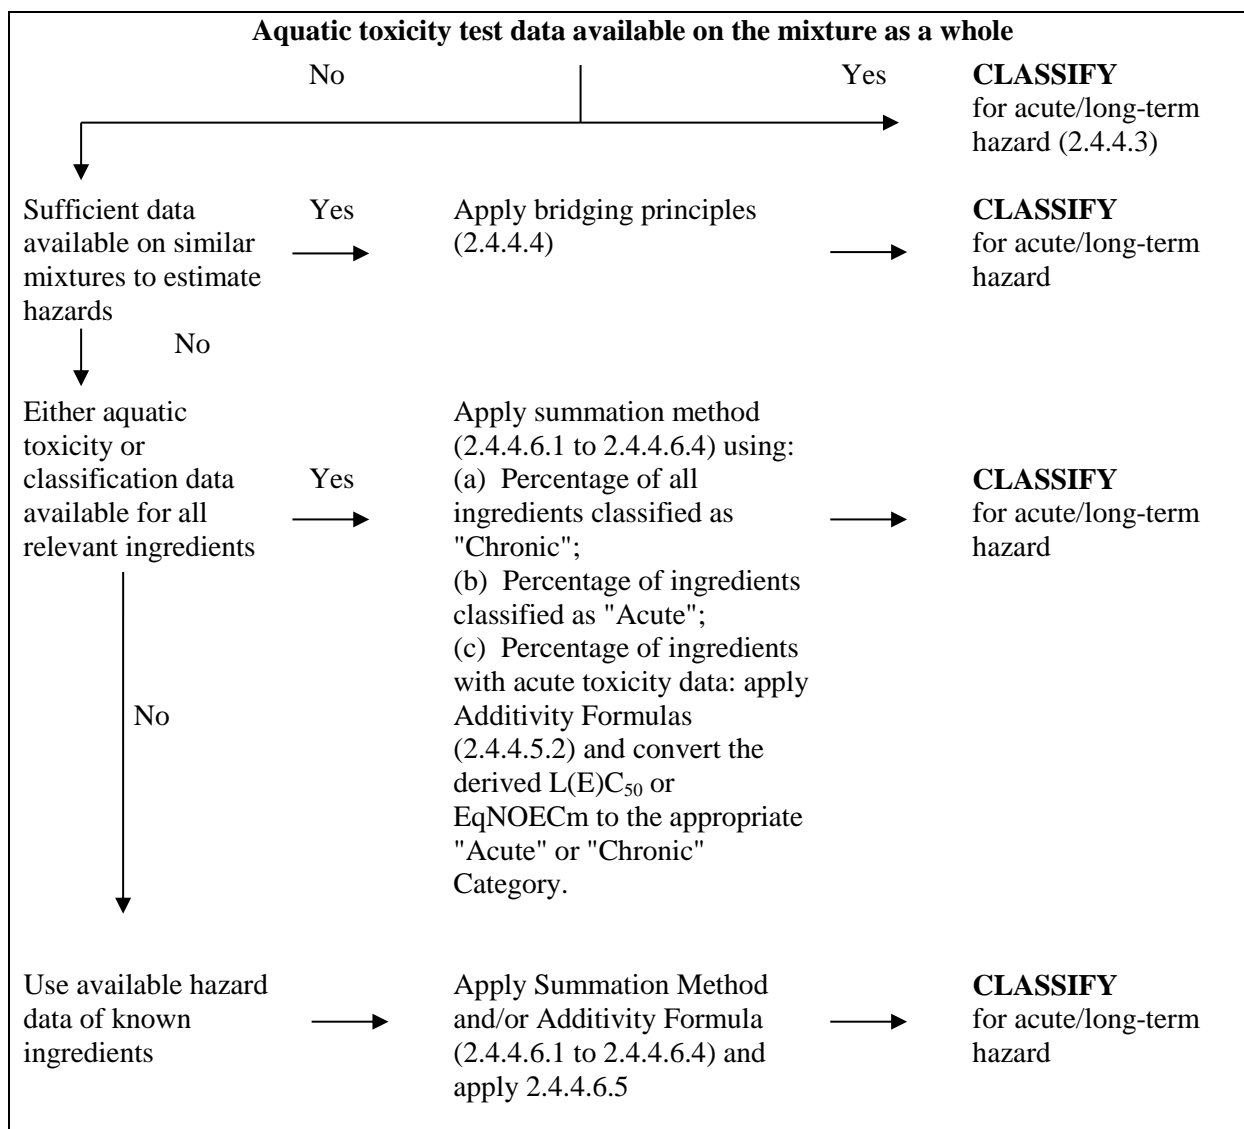 Aquatic toxicity test data available on the mixture as a whole
No
Yes
CLASSIFY
for acute/long-term
hazard (2.4.4.3)
Sufficient data
available on similar
mixtures to estimate
hazards
Yes
Apply bridging principles
(2.4.4.4)
CLASSIFY
for acute/long-term
hazard
No
Either aquatic
toxicity or
classification data
available for all
relevant ingredients
Yes
Apply summation method
(2.4.4.6.1 to 2.4.4.6.4) using:
(a) Percentage of all
ingredients classified as
"Chronic";
(b) Percentage of ingredients
classified as "Acute";
(c) Percentage of ingredients
with acute toxicity data: apply
Additivity Formulas
(2.4.4.5.2) and convert the
derived L(E)C₅₀ or
EqNOECm to the appropriate
"Acute" or "Chronic"
Category.
CLASSIFY
for acute/long-term
hazard
No
Use available hazard
data of known
ingredients
Apply Summation Method
and/or Additivity Formula
(2.4.4.6.1 to 2.4.4.6.4) and
apply 2.4.4.6.5
CLASSIFY
for acute/long-term
hazard